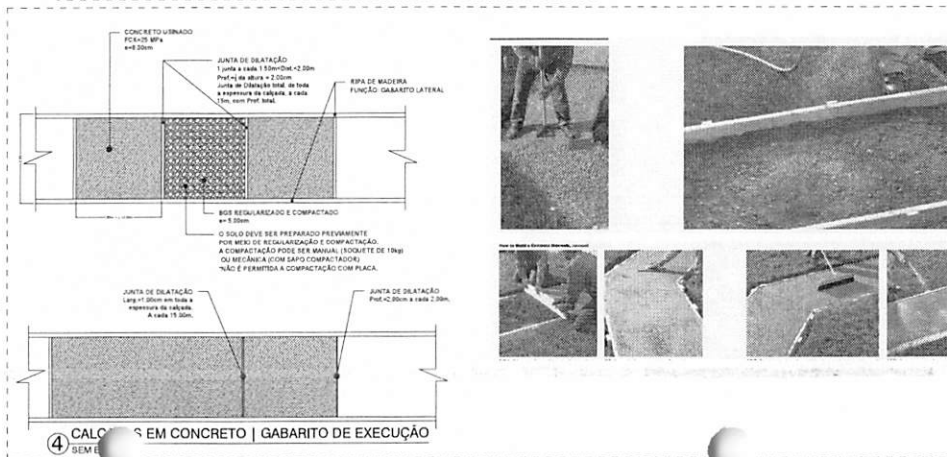 CONCRETO USINADO
FCK=25 MPa
e=8.00cm
JUNTA DE DILATAÇÃO
1 junta a cada 1.50m<Dist.<2,00m
Prof.=¼ da altura = 2.00cm
Junta de Dilatação total, de toda
a espessura da calçada, a cada
15m, com Prof. total.
RIPA DE MADEIRA
FUNÇÃO: GABARITO LATERAL
BGS REGULARIZADO E COMPACTADO
e= 5,00cm
O SOLO DEVE SER PREPARADO PREVIAMENTE
POR MEIO DE REGULARIZAÇÃO E COMPACTAÇÃO.
A COMPACTAÇÃO PODE SER MANUAL (SOQUETE DE 10kg)
OU MECÂNICA (COM SAPO COMPACTADOR)
*NÃO É PERMITIDA A COMPACTAÇÃO COM PLACA.
JUNTA DE DILATAÇÃO
Larg.=1.00cm em toda a
espessura da calçada.
A cada 15.00m.
JUNTA DE DILATAÇÃO
Prof.=2,00cm a cada 2,00m.
4
EM CONCRETO | GABARITO DE EXECUÇÃO
SEM